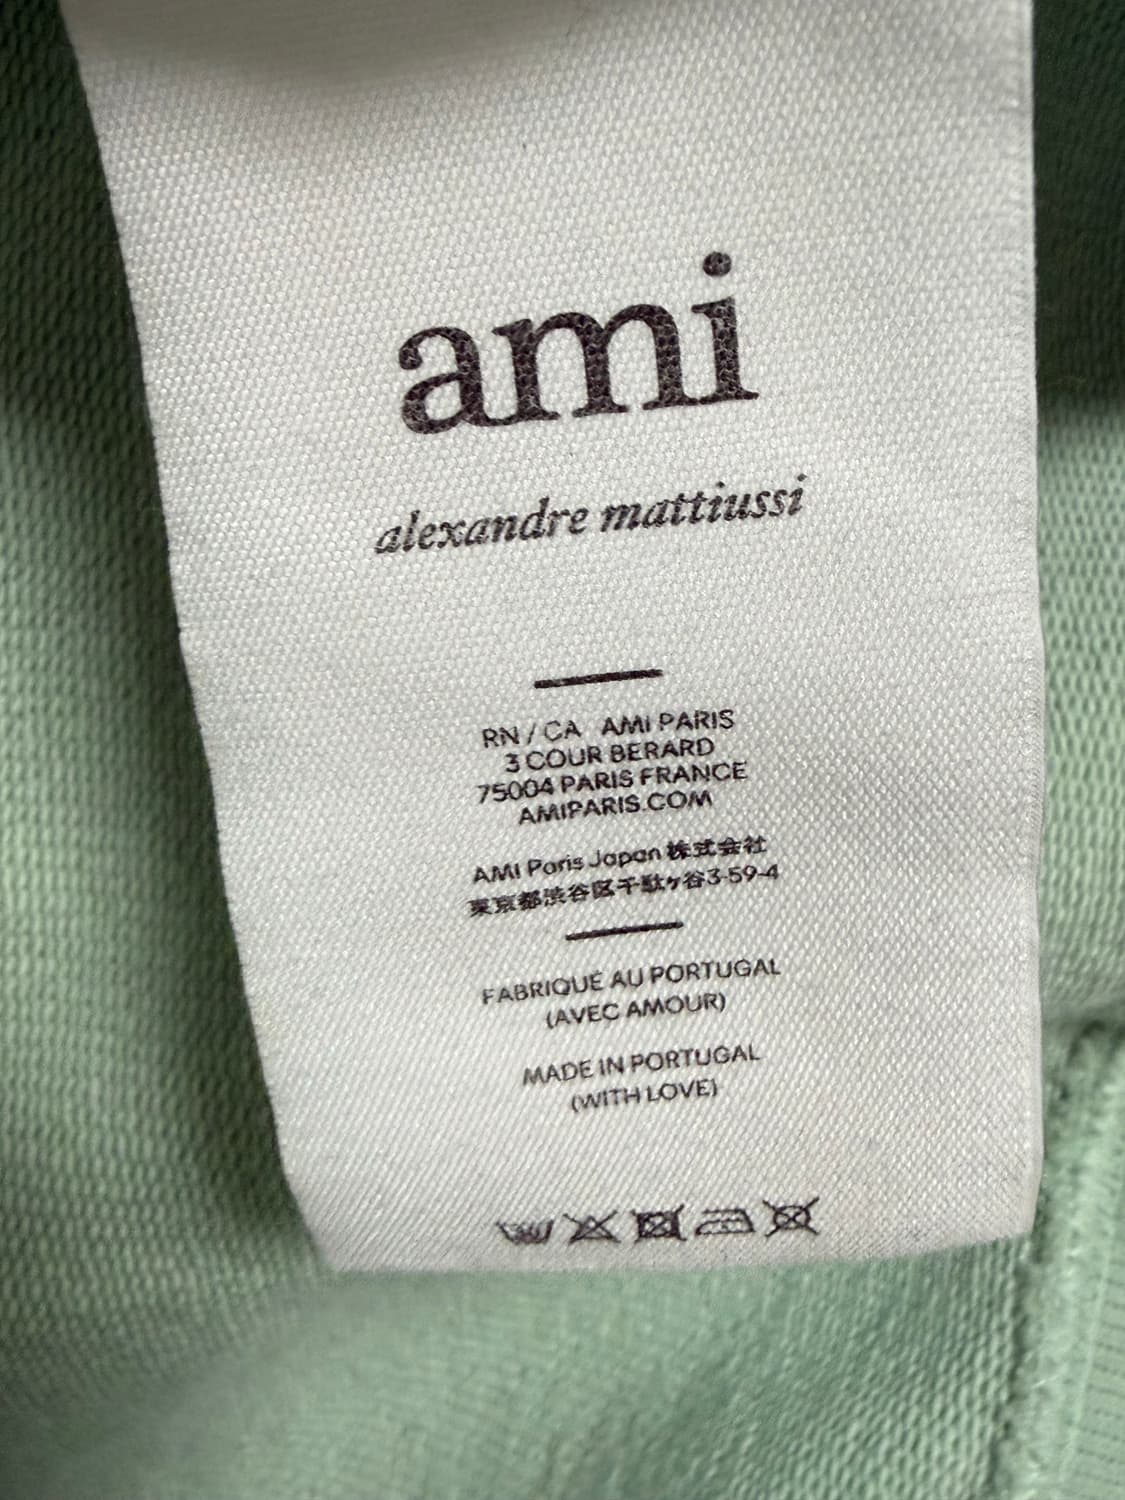 ami
alexandre mattiussi
RN / CA AMI PARIS
3 COUR BERARD
75004 PARIS FRANCE
AMIPARIS.COM
AMI Paris Japan 株式会社
東京都渋谷区千駄ヶ谷3-59-4
FABRIQUÉ AU PORTUGAL
(AVEC AMOUR)
MADE IN PORTUGAL
(WITH LOVE)